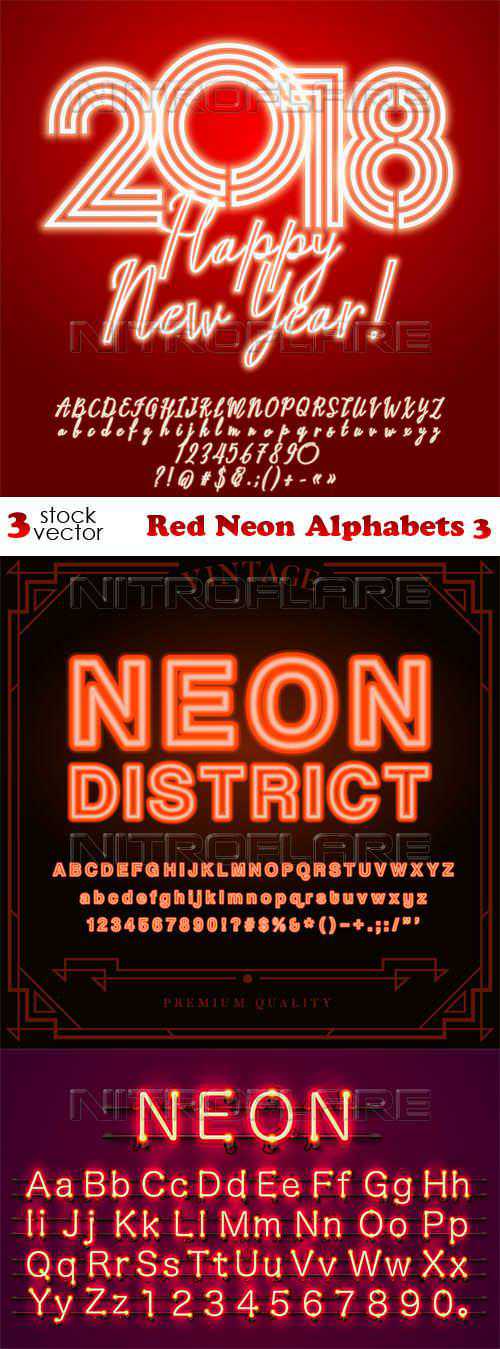 NITROFLARE
2018
Happy
New Year!
NITROFLARE
ABCDEFGHIJKLMNOPQRSTUVWXYZ
abcdefghijklmnopqrstuvwxyz
1234567890
?!@#$&.;()+-«»
3 stock vector
Red Neon Alphabets 3
VINTAGE
NITROFLARE
NEON
DISTRICT
NITROFLARE
ABCDEFGHIJKLMNOPQRSTUVWXYZ
abcdefghijklmnopqrstuvwxyz
1234567890!?#$%&*()-+.,:;/"'
PREMIUM QUALITY
NITROFLARE
NEON
Aa Bb Cc Dd Ee Ff Gg Hh
Ii Jj Kk Ll Mm Nn Oo Pp
Qq Rr Ss Tt Uu Vv Ww Xx
Yy Zz 1 2 3 4 5 6 7 8 9 0.